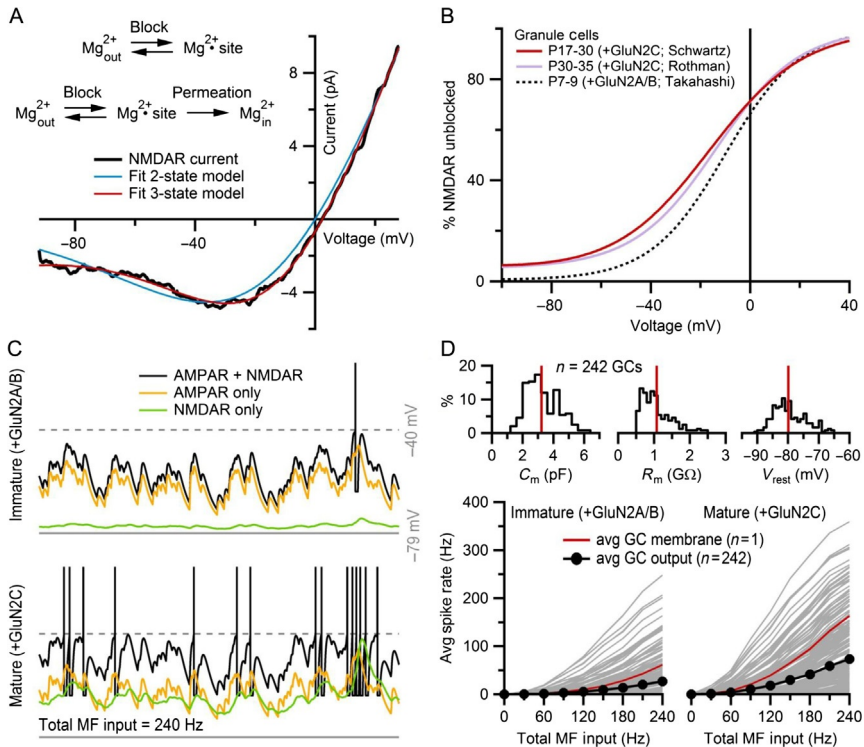 A
Block
Mg2+out Mg2+• site
Block Permeation
Mg2+out Mg2+• site Mg2+in
NMDAR current
Fit 2-state model
Fit 3-state model
Current (pA)
8
4
−80 −40
Voltage (mV)
−4
B
Granule cells
P17-30 (+GluN2C; Schwartz)
P30-35 (+GluN2C; Rothman)
P7-9 (+GluN2A/B; Takahashi)
% NMDAR unblocked
80
40
0
−80 −40 0 40
Voltage (mV)
C
AMPAR + NMDAR
AMPAR only
NMDAR only
Immature (+GluN2A/B)
−40 mV
−79 mV
Mature (+GluN2C)
Total MF input = 240 Hz
D
n = 242 GCs
%
20
10
0
0 2 4 6
Cm (pF)
0 1 2 3
Rm (GΩ)
−90 −80 −70 −60
Vrest (mV)
Immature (+GluN2A/B) Mature (+GluN2C)
avg GC membrane (n=1)
avg GC output (n=242)
Avg spike rate (Hz)
400
300
200
100
0
0 60 120 180 240
Total MF input (Hz)
0 60 120 180 240
Total MF input (Hz)